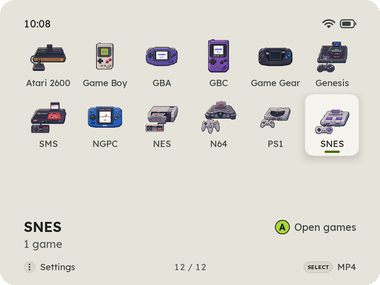 10:08
Atari 2600 Game Boy GBA GBC Game Gear Genesis
SMS NGPC NES N64 PS1 SNES
SNES
1 game
A Open games
Settings 12 / 12 SELECT MP4